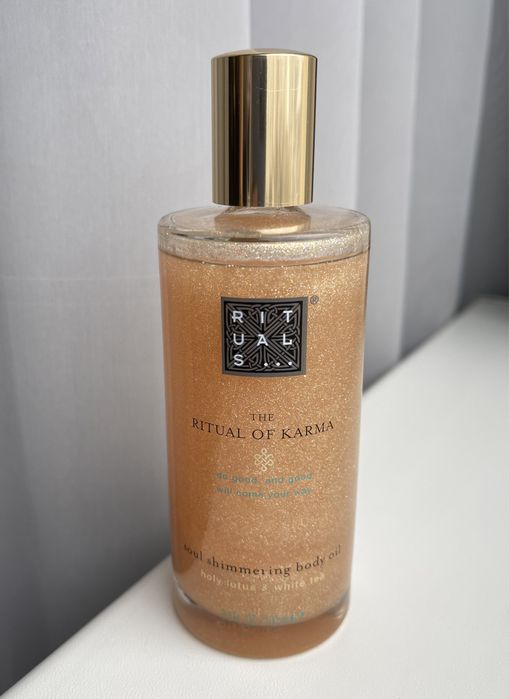 RIT
UAL
S...
®
THE
RITUAL OF KARMA
do good, and good
will come your way
soul shimmering body oil
holy lotus & white tea